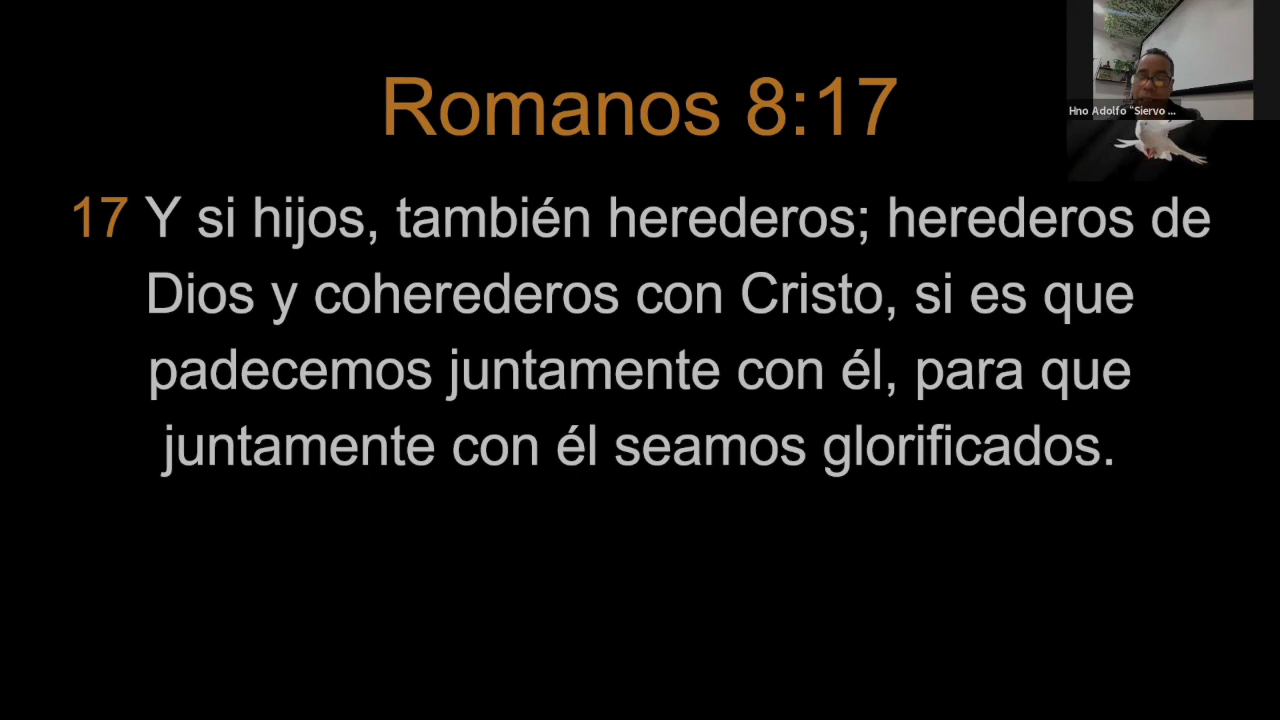 Romanos 8:17
Hno Adolfo "Siervo ...
17 Y si hijos, también herederos; herederos de
Dios y coherederos con Cristo, si es que
padecemos juntamente con él, para que
juntamente con él seamos glorificados.